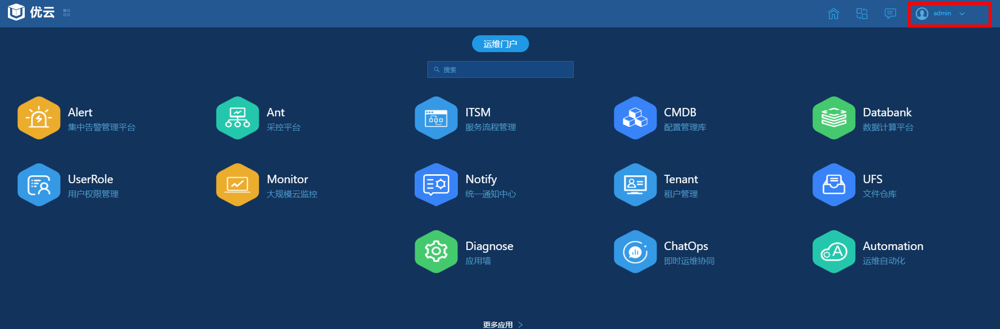 优云
admin
运维门户
搜索
Alert
集中告警管理平台
Ant
采控平台
ITSM
服务流程管理
CMDB
配置管理库
Databank
数据计算平台
UserRole
用户权限管理
Monitor
大规模云监控
Notify
统一通知中心
Tenant
租户管理
UFS
文件仓库
Diagnose
应用墙
ChatOps
即时运维协同
Automation
运维自动化
更多应用